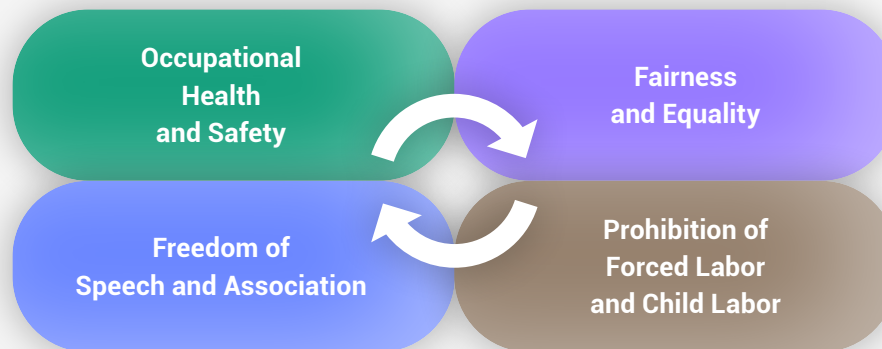 Occupational
Health
and Safety
Fairness
and Equality
Freedom of
Speech and Association
Prohibition of
Forced Labor
and Child Labor